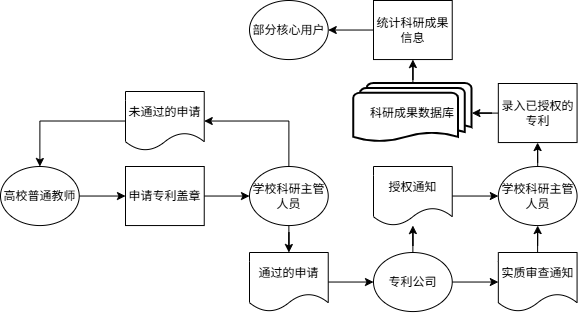 部分核心用户
统计科研成果
信息
未通过的申请
科研成果数据库
录入已授权的
专利
高校普通教师
申请专利盖章
学校科研主管
人员
授权通知
学校科研主管
人员
通过的申请
专利公司
实质审查通知